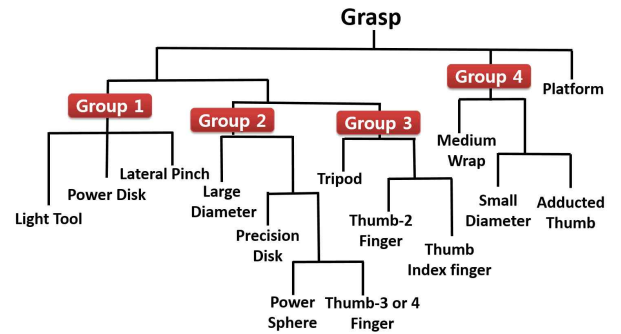 Grasp
Group 4
Platform
Group 1
Group 2
Group 3
Medium
Wrap
Lateral Pinch
Power Disk
Light Tool
Large
Diameter
Tripod
Small
Diameter
Adducted
Thumb
Precision
Disk
Thumb-2
Finger
Thumb
Index finger
Power
Sphere
Thumb-3 or 4
Finger